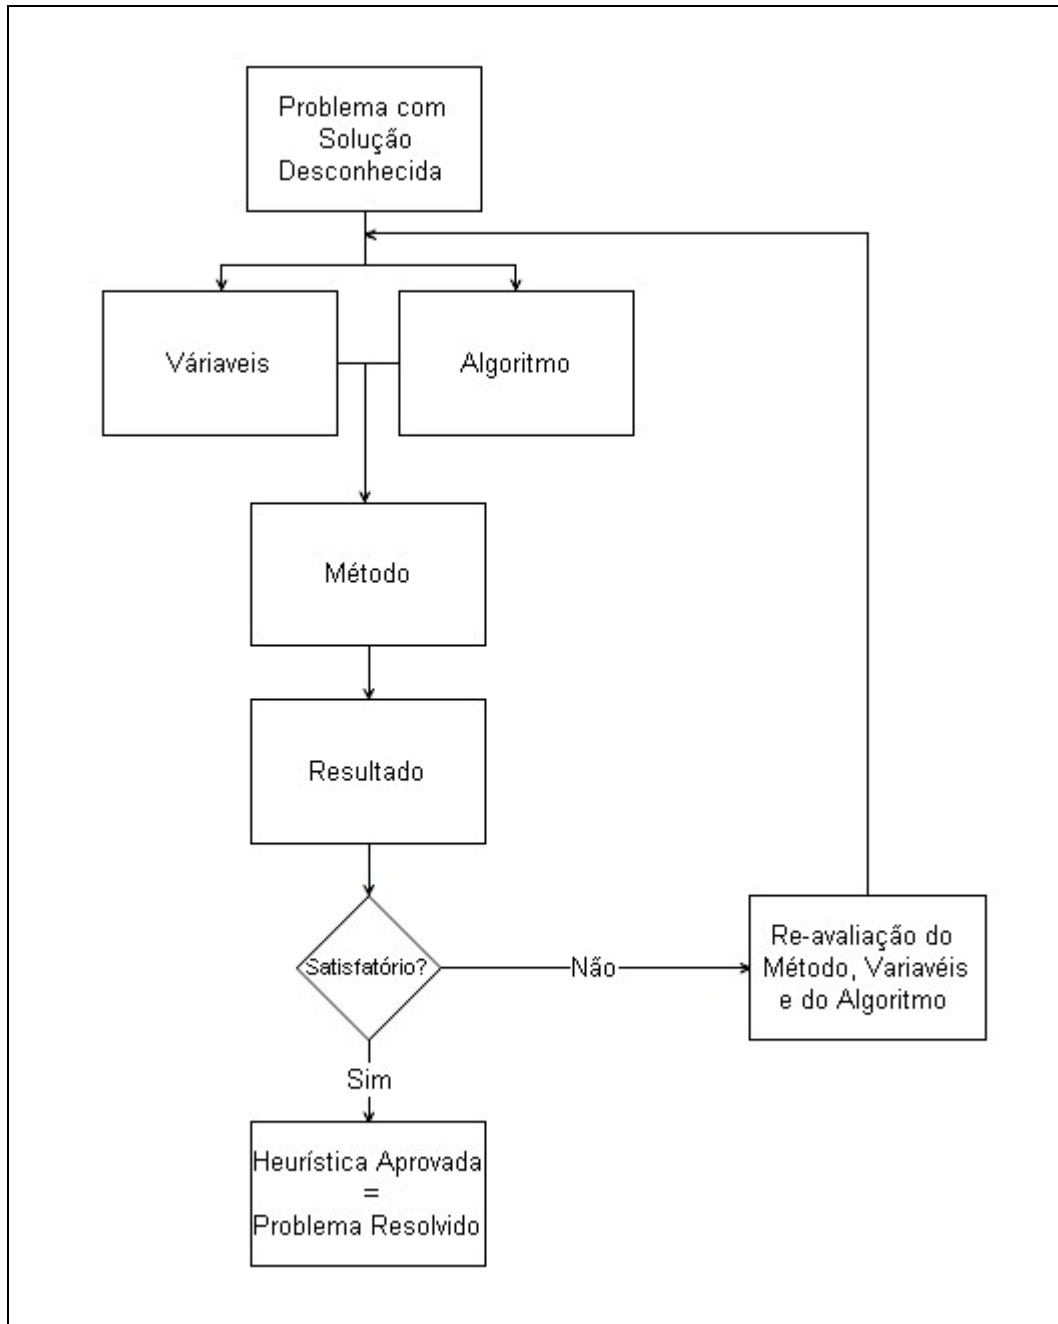 Problema com
Solução
Desconhecida
Váriaveis
Algoritmo
Método
Resultado
Satisfatório?
Não
Re-avaliação do
Método, Variavéis
e do Algoritmo
Sim
Heurística Aprovada
=
Problema Resolvido